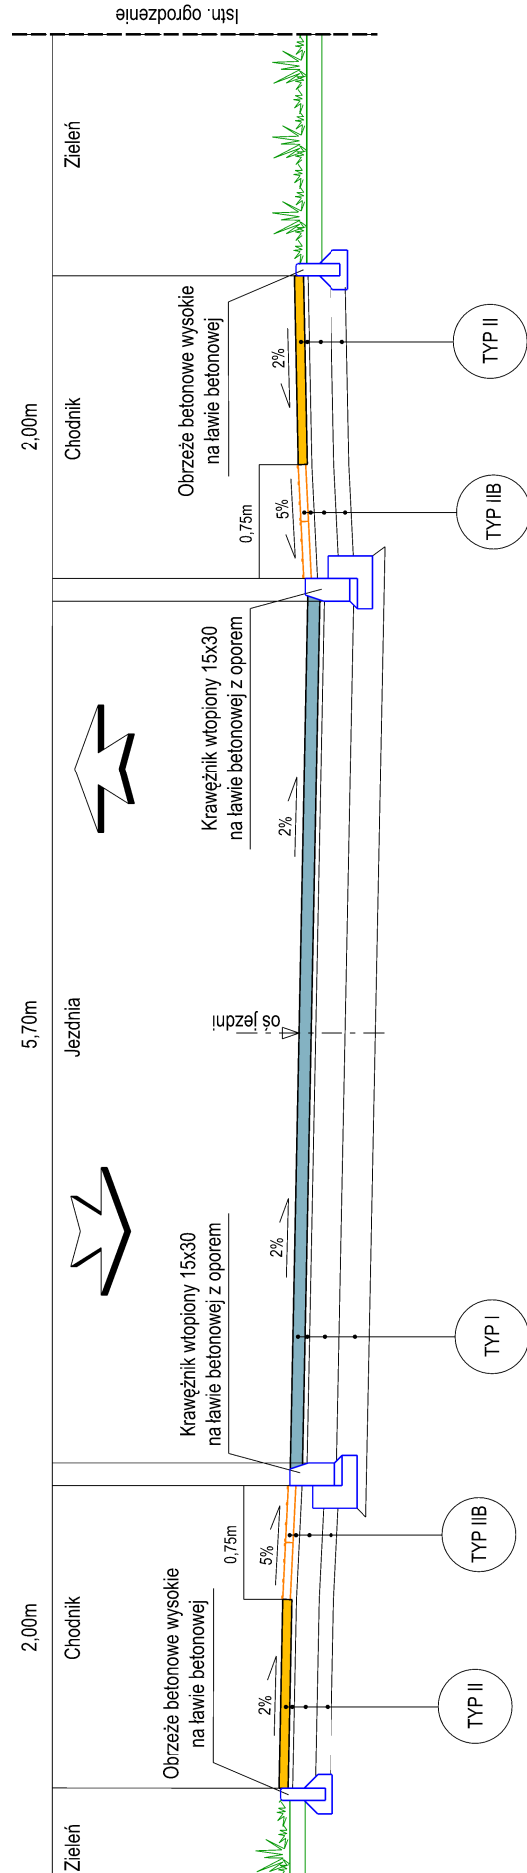 Zieleń
2,00m
Chodnik
5,70m
Jezdnia
2,00m
Chodnik
Zieleń
Istn. ogrodzenie
Obrzeże betonowe wysokie
na ławie betonowej
0,75m
2%
5%
Krawężnik wtopiony 15x30
na ławie betonowej z oporem
2%
oś jezdni
2%
Krawężnik wtopiony 15x30
na ławie betonowej z oporem
0,75m
5%
2%
Obrzeże betonowe wysokie
na ławie betonowej
TYP II
TYP IIB
TYP I
TYP IIB
TYP II